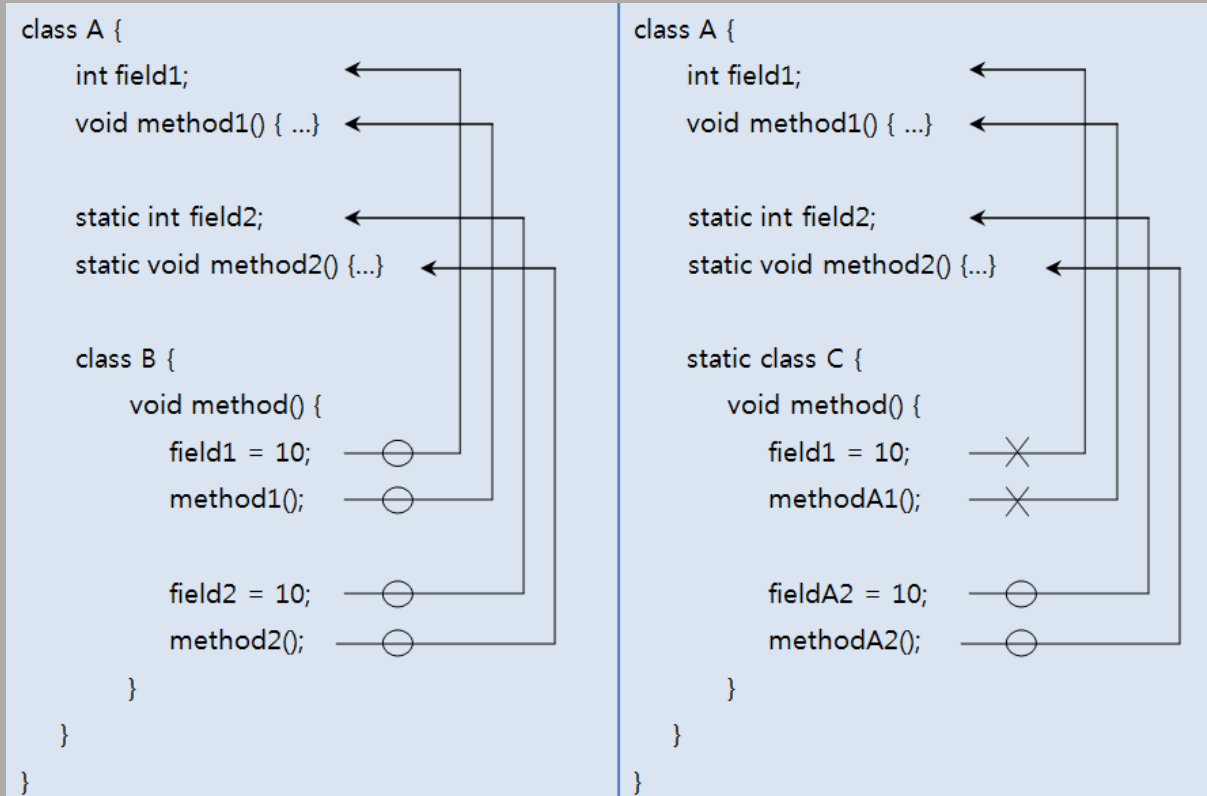 class A {
int field1;
void method1() { ...}
static int field2;
static void method2() {...}
class B {
void method() {
field1 = 10;
method1();
field2 = 10;
method2();
}
}
}
class A {
int field1;
void method1() { ...}
static int field2;
static void method2() {...}
static class C {
void method() {
field1 = 10;
methodA1();
fieldA2 = 10;
methodA2();
}
}
}